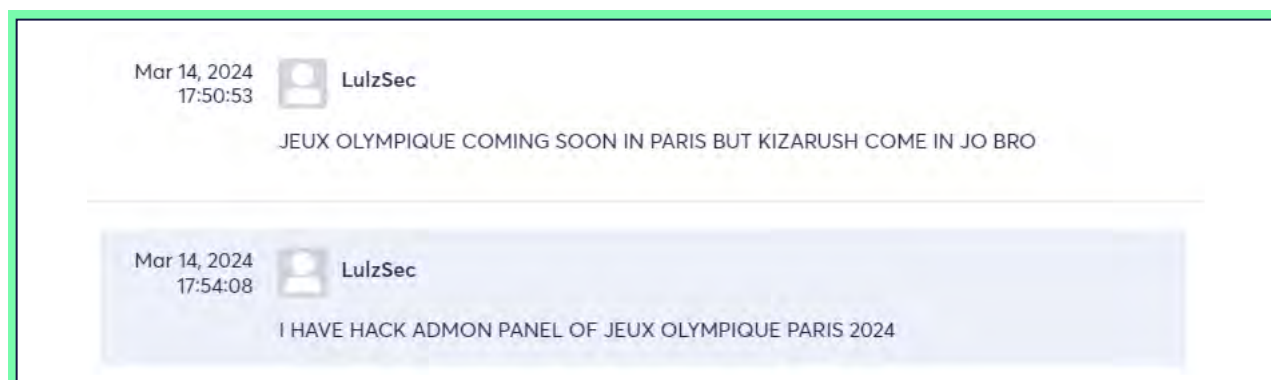 Mar 14, 2024
17:50:53
LulzSec
JEUX OLYMPIQUE COMING SOON IN PARIS BUT KIZARUSH COME IN JO BRO
Mar 14, 2024
17:54:08
LulzSec
I HAVE HACK ADMON PANEL OF JEUX OLYMPIQUE PARIS 2024